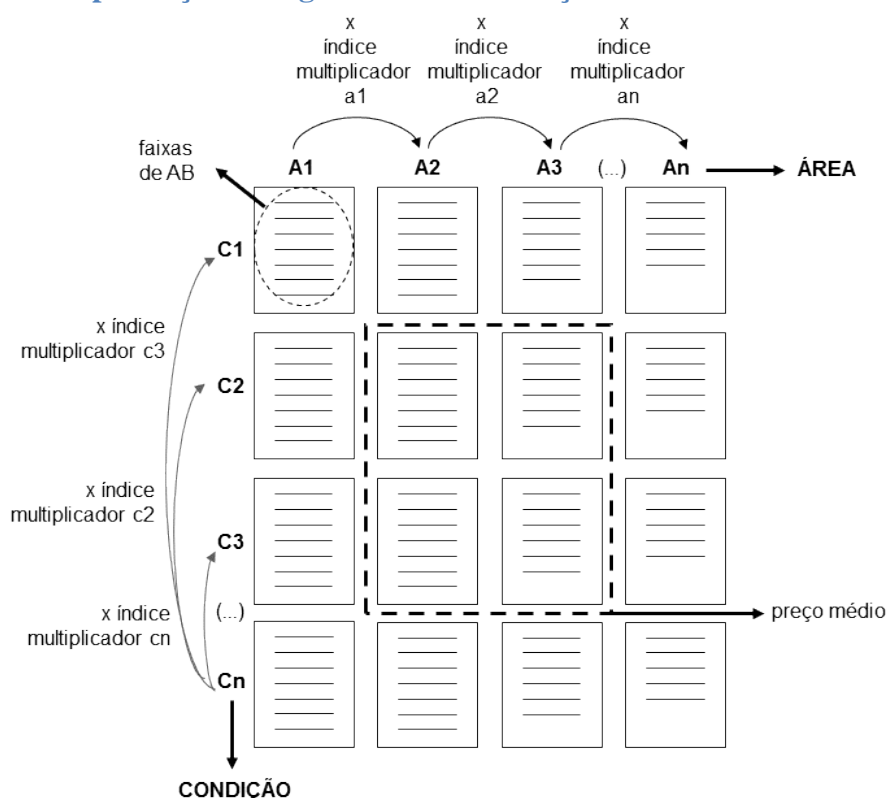 x
índice
multiplicador
a1
x
índice
multiplicador
a2
x
índice
multiplicador
an
faixas
de AB
A1
A2
A3
(...)
An
ÁREA
C1
x índice
multiplicador c3
C2
x índice
multiplicador c2
C3
(...)
x índice
multiplicador cn
preço médio
Cn
CONDIÇÃO